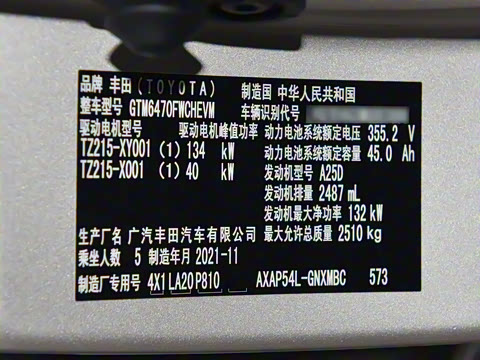 品牌 丰田(TOYOTA) 制造国 中华人民共和国
整车型号 GTM6470FWCHEVM 车辆识别代号
驱动电机型号 驱动电机峰值功率 动力电池系统额定电压 355.2 V
TZ215-XY001 (1) 134 kW 动力电池系统额定容量 45.0 Ah
TZ215-X001 (1) 40 kW 发动机型号 A25D
发动机排量 2487 mL
发动机最大净功率 132 kW
生产厂名 广汽丰田汽车有限公司 最大允许总质量 2510 kg
乘坐人数 5 制造年月 2021-11
制造厂专用号 4X1 LA20 P810 AXAP54L-GNXMBC 573